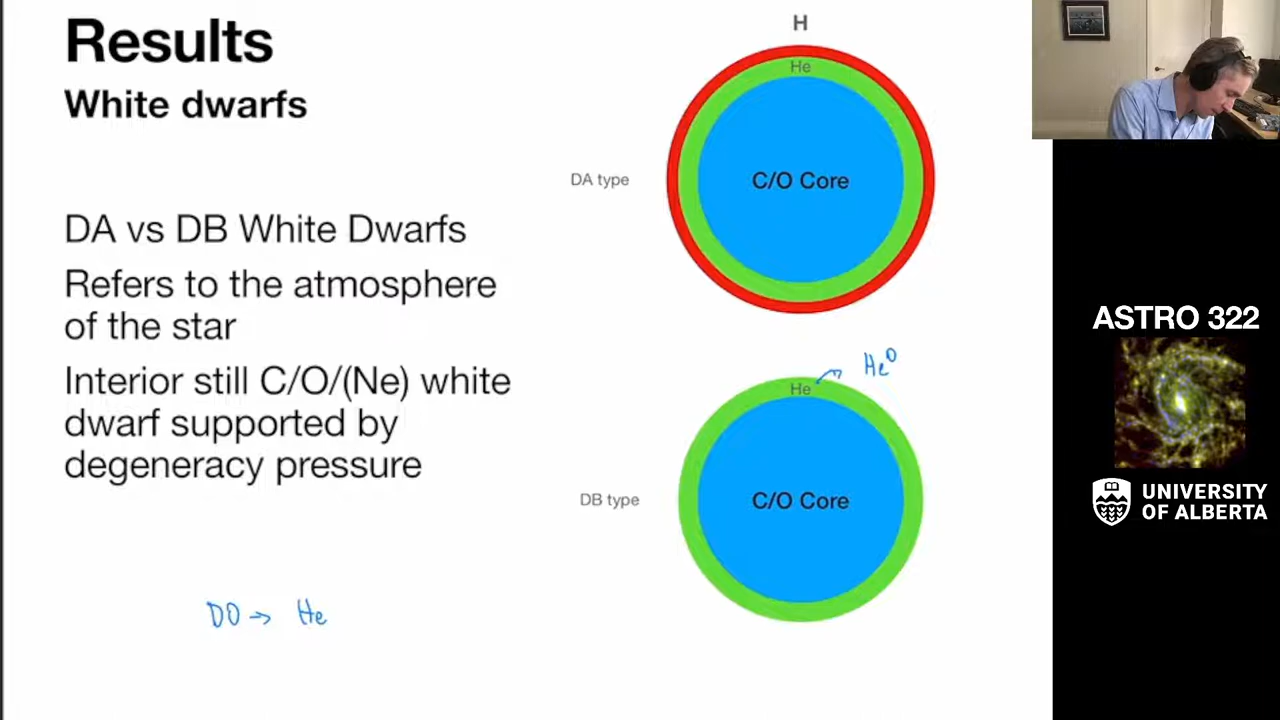 Results
White dwarfs
DA vs DB White Dwarfs
Refers to the atmosphere
of the star
Interior still C/O/(Ne) white
dwarf supported by
degeneracy pressure
DO → He
H
He
C/O Core
DA type
He⁰
He
C/O Core
DB type
ASTRO 322
UNIVERSITY
OF ALBERTA